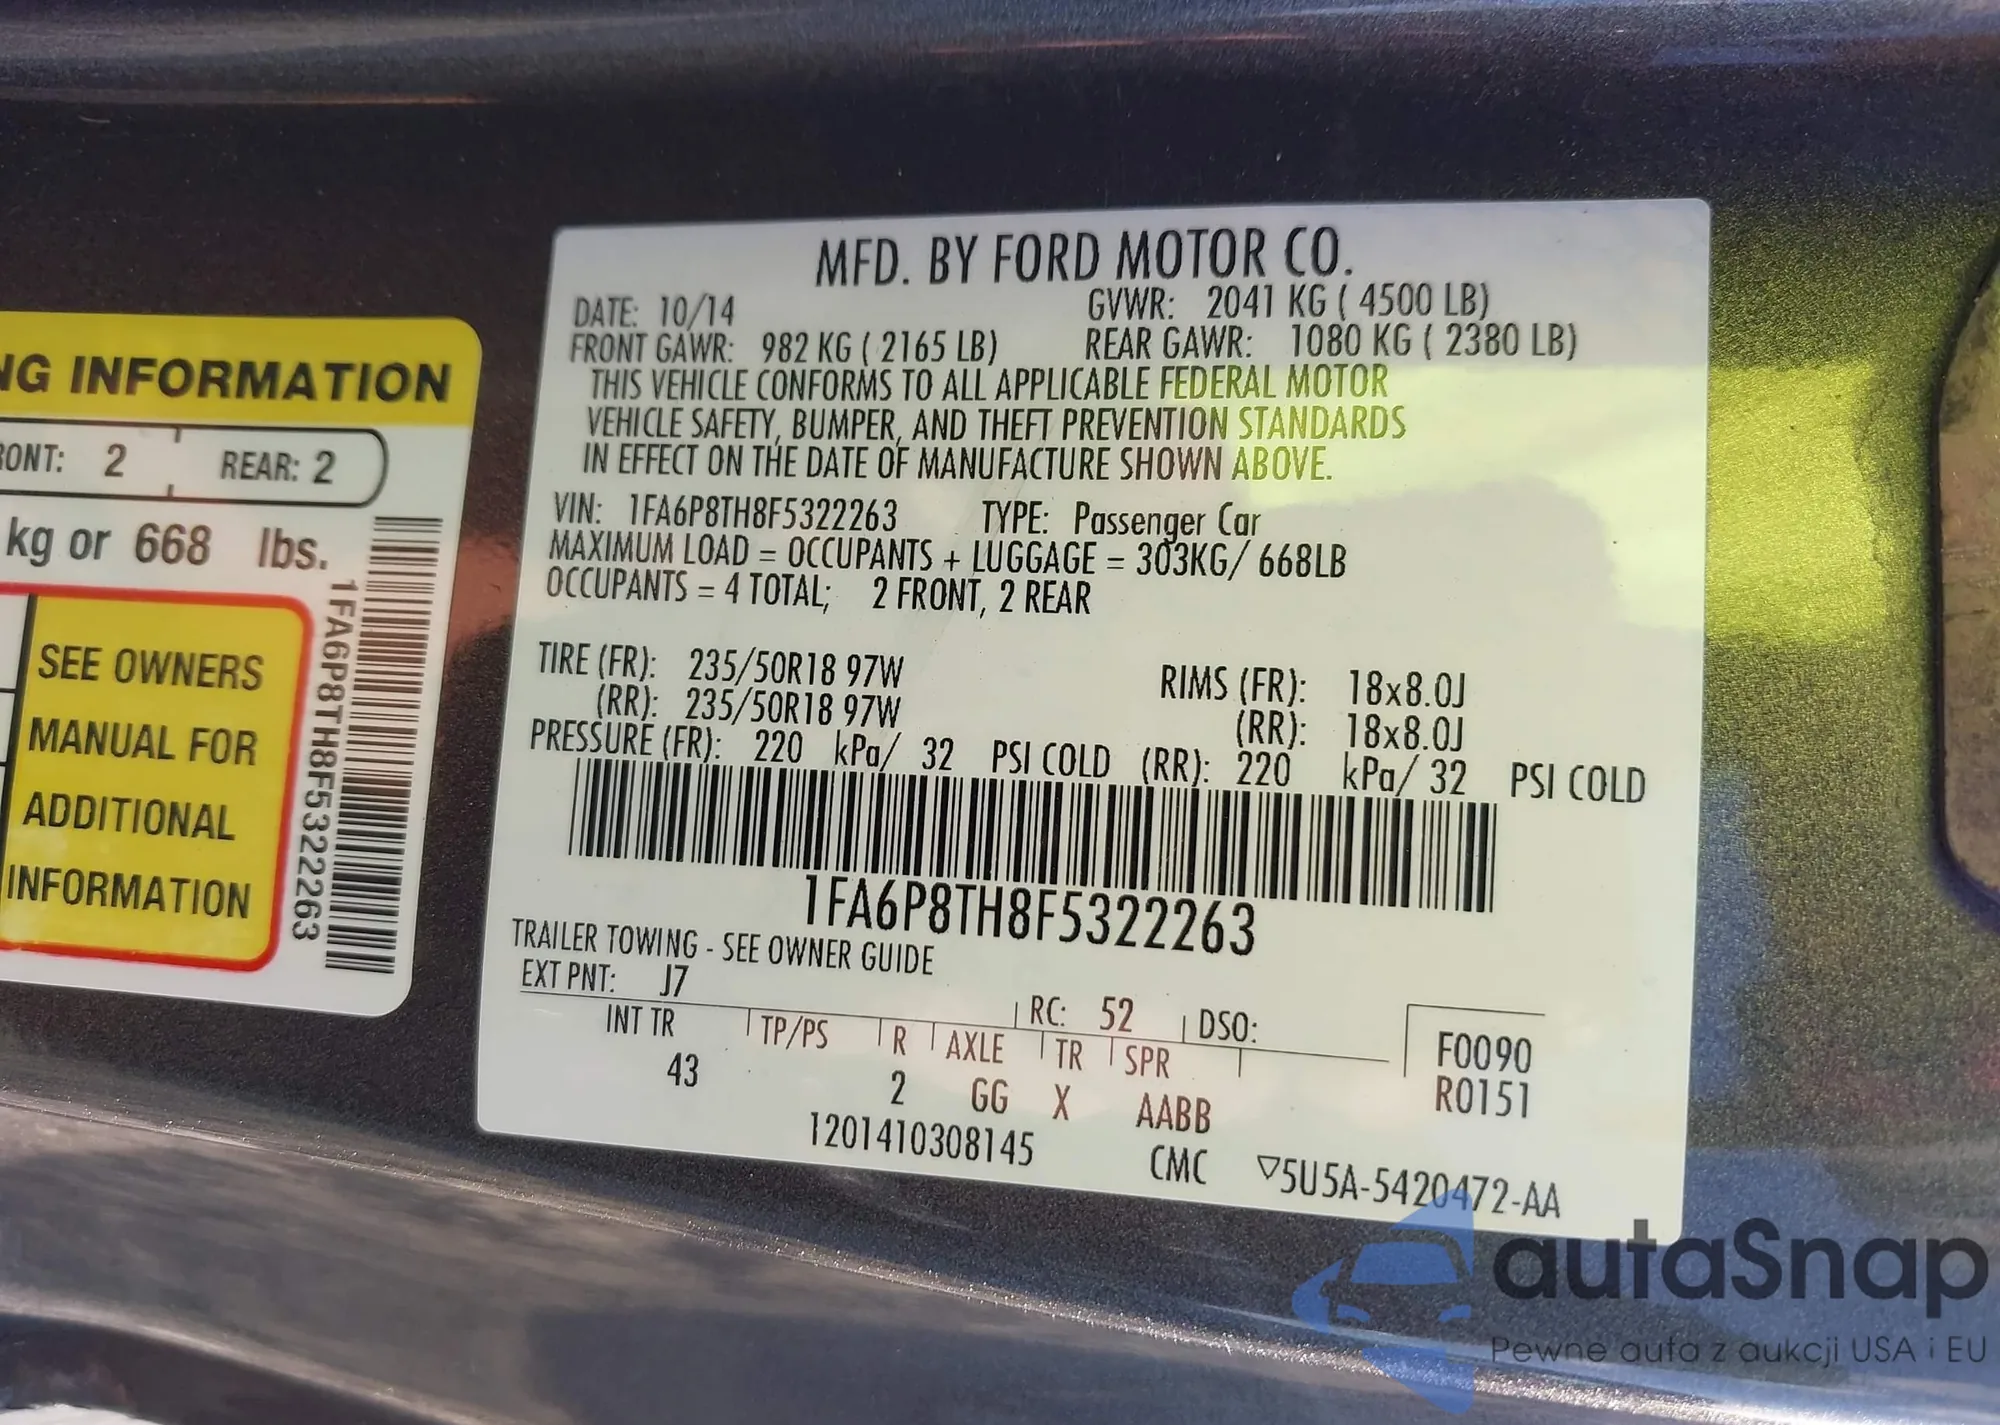 NG INFORMATION
RONT: 2 REAR: 2
kg or 668 lbs.
SEE OWNERS
MANUAL FOR
ADDITIONAL
INFORMATION
1FA6P8TH8F5322263
MFD. BY FORD MOTOR CO.
DATE: 10/14 GVWR: 2041 KG ( 4500 LB)
FRONT GAWR: 982 KG ( 2165 LB) REAR GAWR: 1080 KG ( 2380 LB)
THIS VEHICLE CONFORMS TO ALL APPLICABLE FEDERAL MOTOR
VEHICLE SAFETY, BUMPER, AND THEFT PREVENTION STANDARDS
IN EFFECT ON THE DATE OF MANUFACTURE SHOWN ABOVE.
VIN: 1FA6P8TH8F5322263 TYPE: Passenger Car
MAXIMUM LOAD = OCCUPANTS + LUGGAGE = 303KG/ 668LB
OCCUPANTS = 4 TOTAL; 2 FRONT, 2 REAR
TIRE (FR): 235/50R18 97W RIMS (FR): 18x8.0J
(RR): 235/50R18 97W (RR): 18x8.0J
PRESSURE (FR): 220 kPa/ 32 PSI COLD (RR): 220 kPa/ 32 PSI COLD
1FA6P8TH8F5322263
TRAILER TOWING - SEE OWNER GUIDE
EXT PNT: J7 RC: 52 DSO:
INT TR TP/PS R AXLE TR SPR F0090
43 2 GG X AABB R0151
1201410308145 CMC ▽5U5A-5420472-AA
autaSnap
Pewne auta z aukcji USA i EU